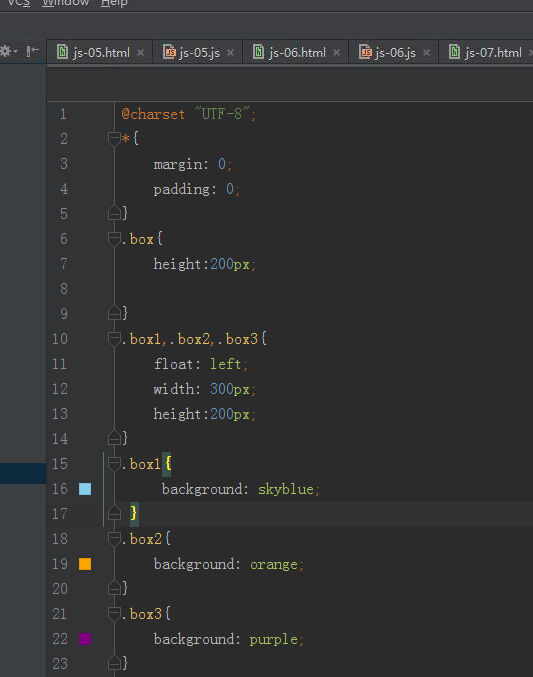 VCS Window Help
js-05.html js-05.js js-06.html js-06.js js-07.html
1 @charset "UTF-8";
2 *{
3 margin: 0;
4 padding: 0;
5 }
6 .box{
7 height:200px;
8
9 }
10 .box1,.box2,.box3{
11 float: left;
12 width: 300px;
13 height:200px;
14 }
15 .box1{
16 background: skyblue;
17 }
18 .box2{
19 background: orange;
20 }
21 .box3{
22 background: purple;
23 }